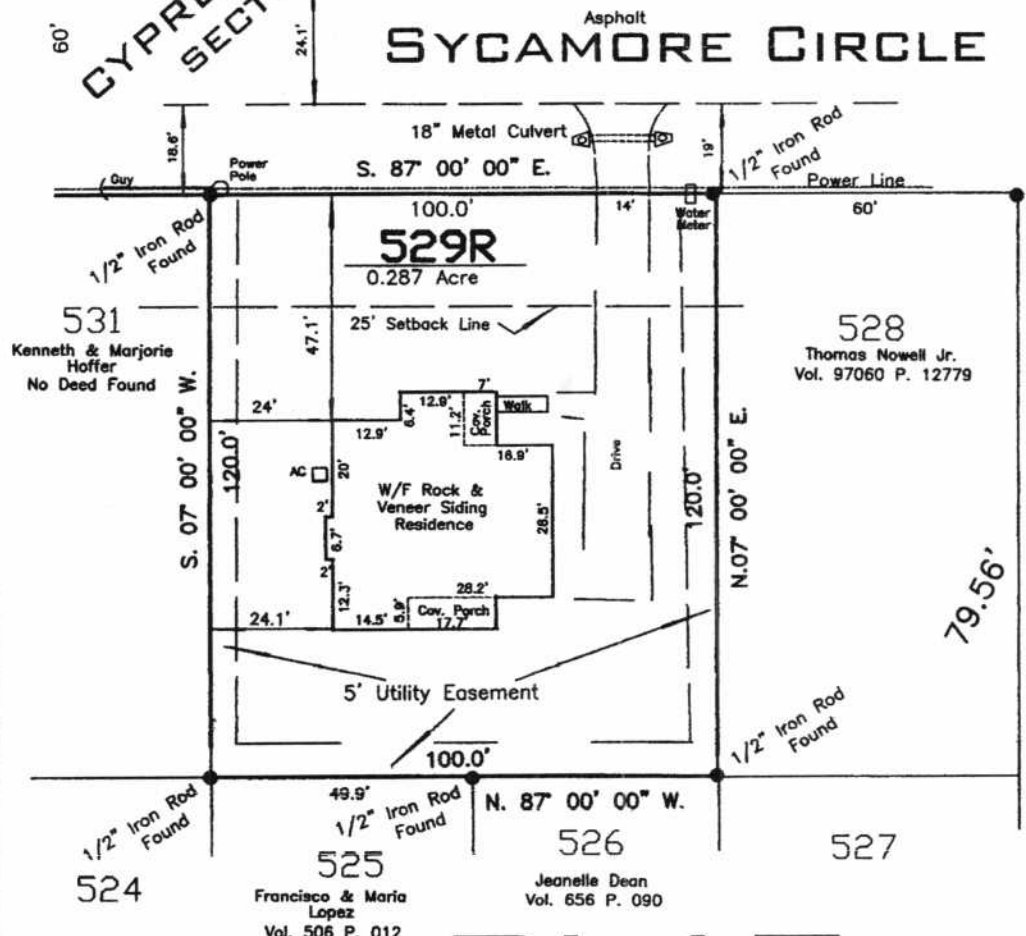 60'
CYPRE
SECT
24.1'
Asphalt
SYCAMORE CIRCLE
18.6'
18" Metal Culvert
19'
1/2" Iron Rod
Found
Guy
Power
Pole
S. 87° 00' 00" E.
Power Line
100.0'
14'
Water
Meter
60'
1/2" Iron Rod
Found
529R
0.287 Acre
531
Kenneth & Marjorie
Hoffer
No Deed Found
47.1'
25' Setback Line
528
Thomas Nowell Jr.
Vol. 97060 P. 12779
S. 07° 00' 00" W.
120.0'
24'
12.9'
6.4'
12.9'
7'
11.2'
Cov.
Porch
Walk
16.9'
AC
20'
W/F Rock &
Veneer Siding
Residence
28.5'
Drive
120.0'
N.07° 00' 00" E.
79.56'
2'
6.7'
2'
12.3'
28.2'
24.1'
14.5'
5.9'
Cov. Porch
17.7'
5' Utility Easement
1/2" Iron Rod
Found
100.0'
49.9'
N. 87° 00' 00" W.
1/2" Iron Rod
Found
1/2" Iron Rod
Found
524
525
Francisco & Maria
Lopez
Vol. 506 P. 012
526
Jeanelle Dean
Vol. 656 P. 090
527